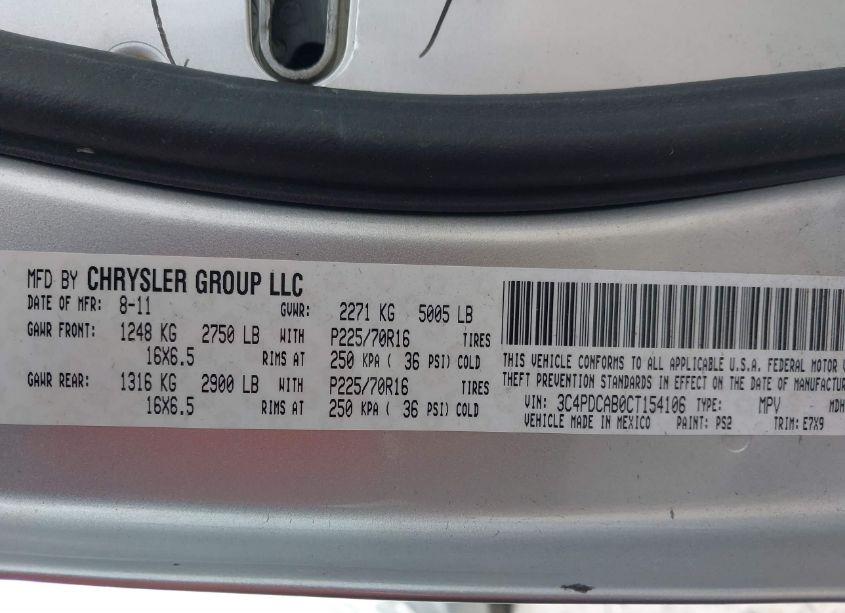 MFD BY CHRYSLER GROUP LLC
DATE OF MFR: 8-11 GVWR: 2271 KG 5005 LB
GAWR FRONT: 1248 KG 2750 LB WITH P225/70R16 TIRES
16X6.5 RIMS AT 250 KPA ( 36 PSI) COLD
GAWR REAR: 1316 KG 2900 LB WITH P225/70R16 TIRES
16X6.5 RIMS AT 250 KPA ( 36 PSI) COLD
THIS VEHICLE CONFORMS TO ALL APPLICABLE U.S.A. FEDERAL MOTOR
THEFT PREVENTION STANDARDS IN EFFECT ON THE DATE OF MANUFACTUR
VIN: 3C4PDCAB0CT154106 TYPE: MPV MDH
VEHICLE MADE IN MEXICO PAINT: PS2 TRIM: E7X9